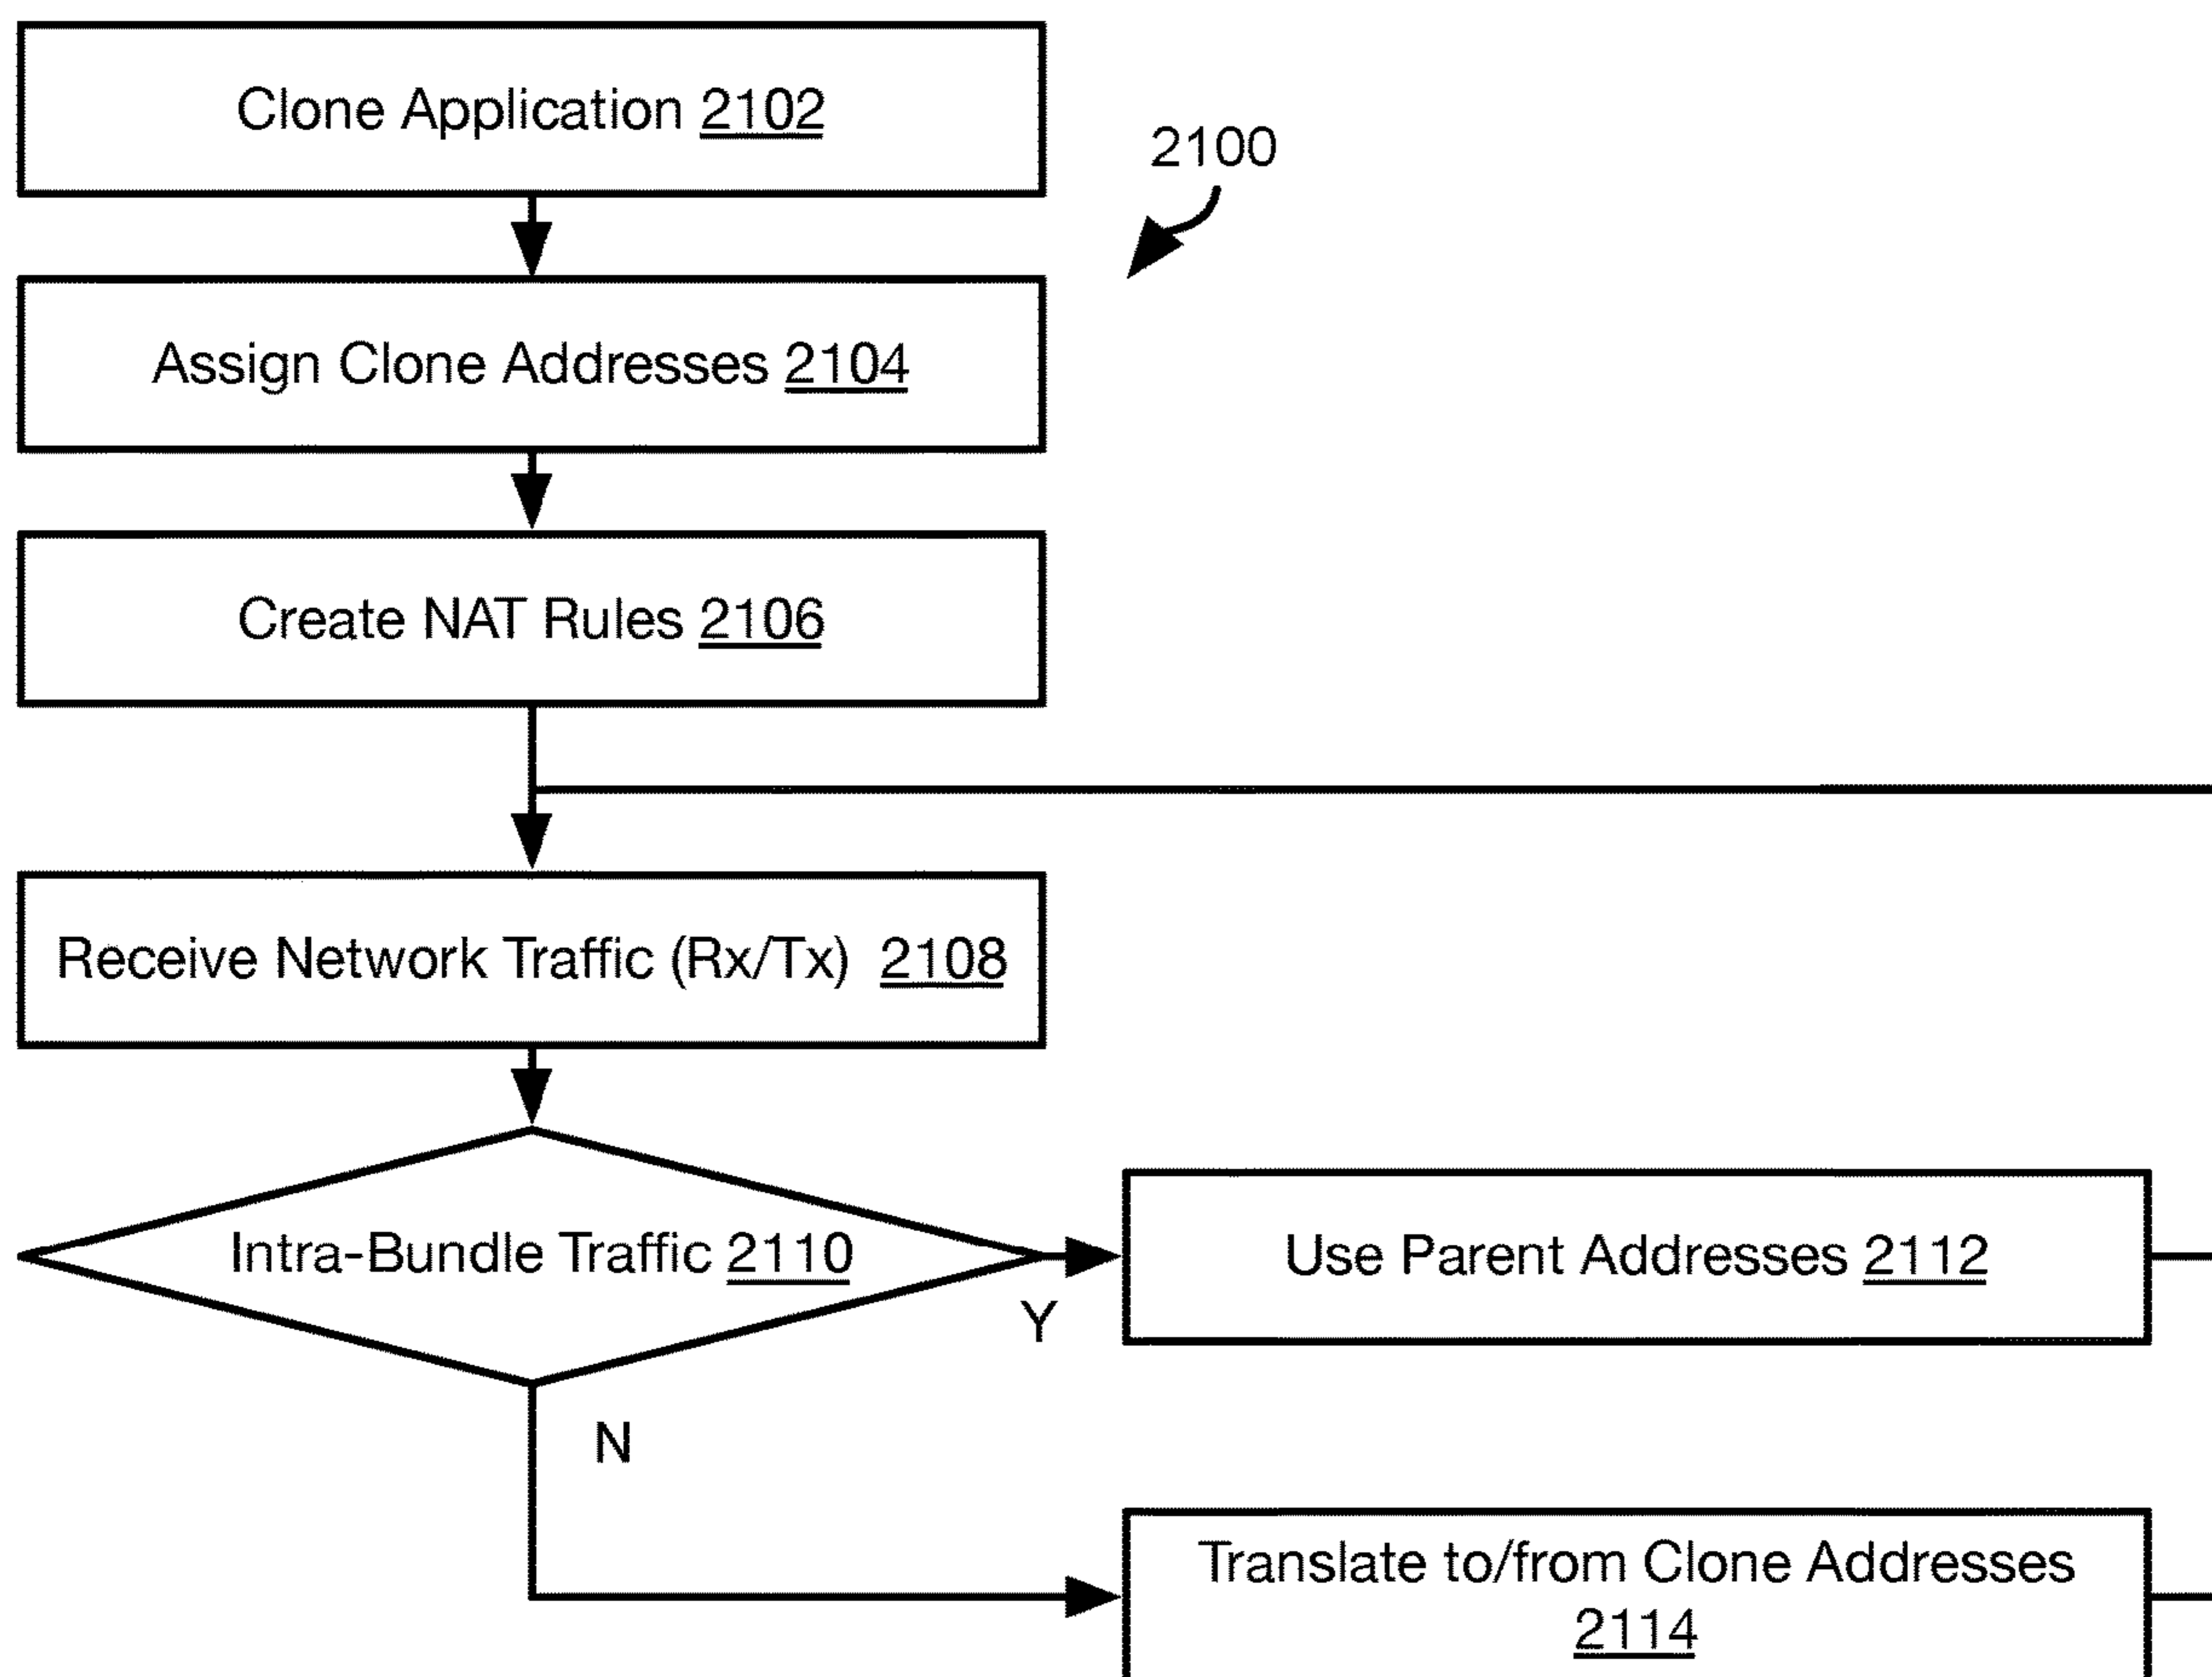 Clone Application 2102
2100
Assign Clone Addresses 2104
Create NAT Rules 2106
Receive Network Traffic (Rx/Tx) 2108
Intra-Bundle Traffic 2110
Y
Use Parent Addresses 2112
N
Translate to/from Clone Addresses
2114